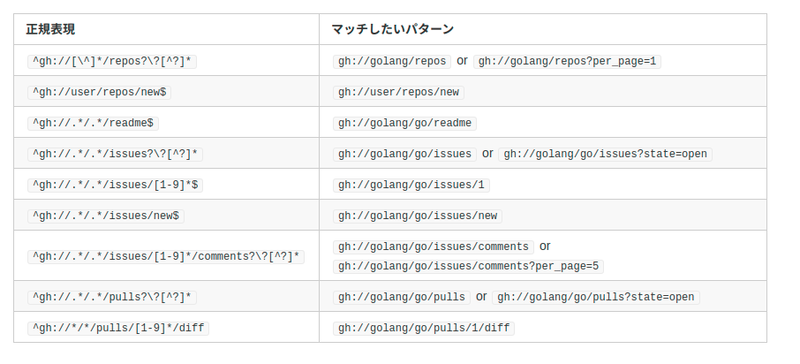 正規表現 マッチしたいパターン
^gh://[\^]*/repos?\?[^?]* gh://golang/repos or gh://golang/repos?per_page=1
^gh://user/repos/new$ gh://user/repos/new
^gh://.*/.*/readme$ gh://golang/go/readme
^gh://.*/.*/issues?\?[^?]* gh://golang/go/issues or gh://golang/go/issues?state=open
^gh://.*/.*/issues/[1-9]*$ gh://golang/go/issues/1
^gh://.*/.*/issues/new$ gh://golang/go/issues/new
^gh://.*/.*/issues/[1-9]*/comments?\?[^?]* gh://golang/go/issues/comments or
gh://golang/go/issues/comments?per_page=5
^gh://.*/.*/pulls?\?[^?]* gh://golang/go/pulls or gh://golang/go/pulls?state=open
^gh://*/*/pulls/[1-9]*/diff gh://golang/go/pulls/1/diff